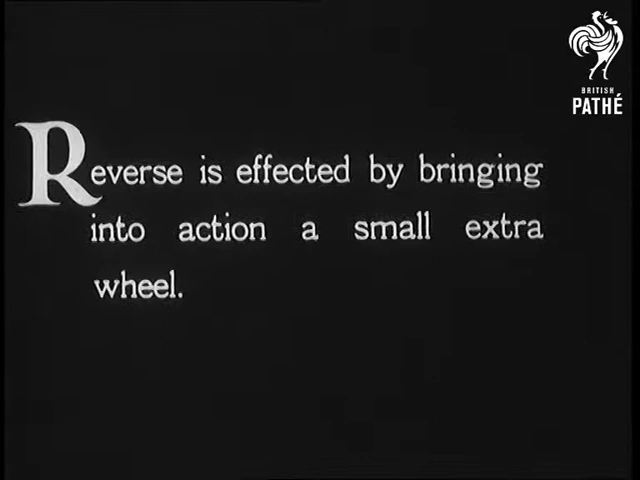 BRITISH
PATHÉ
Reverse is effected by bringing
into action a small extra
wheel.